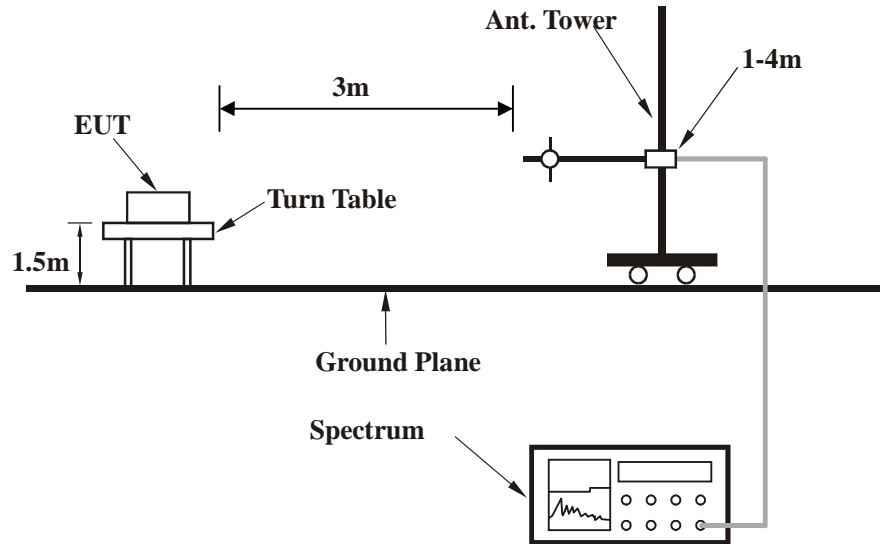 Ant. Tower
1-4m
3m
EUT
Turn Table
1.5m
Ground Plane
Spectrum